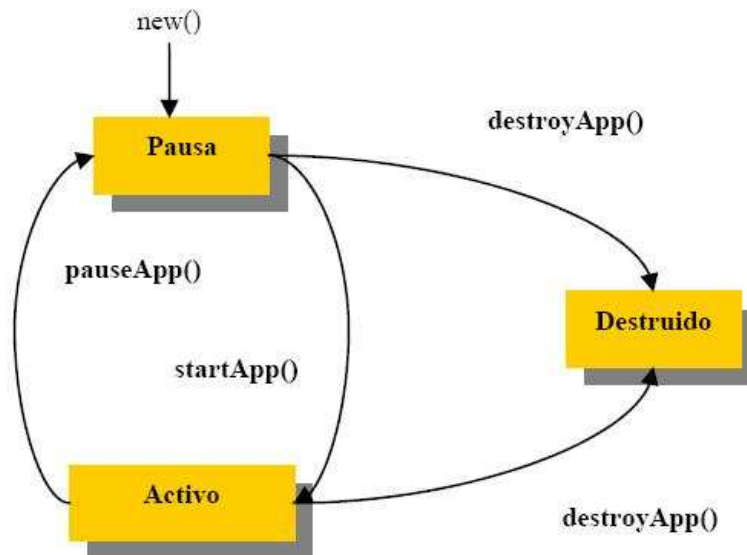 new()
destroyApp()
Pausa
pauseApp()
Destruido
startApp()
Activo
destroyApp()